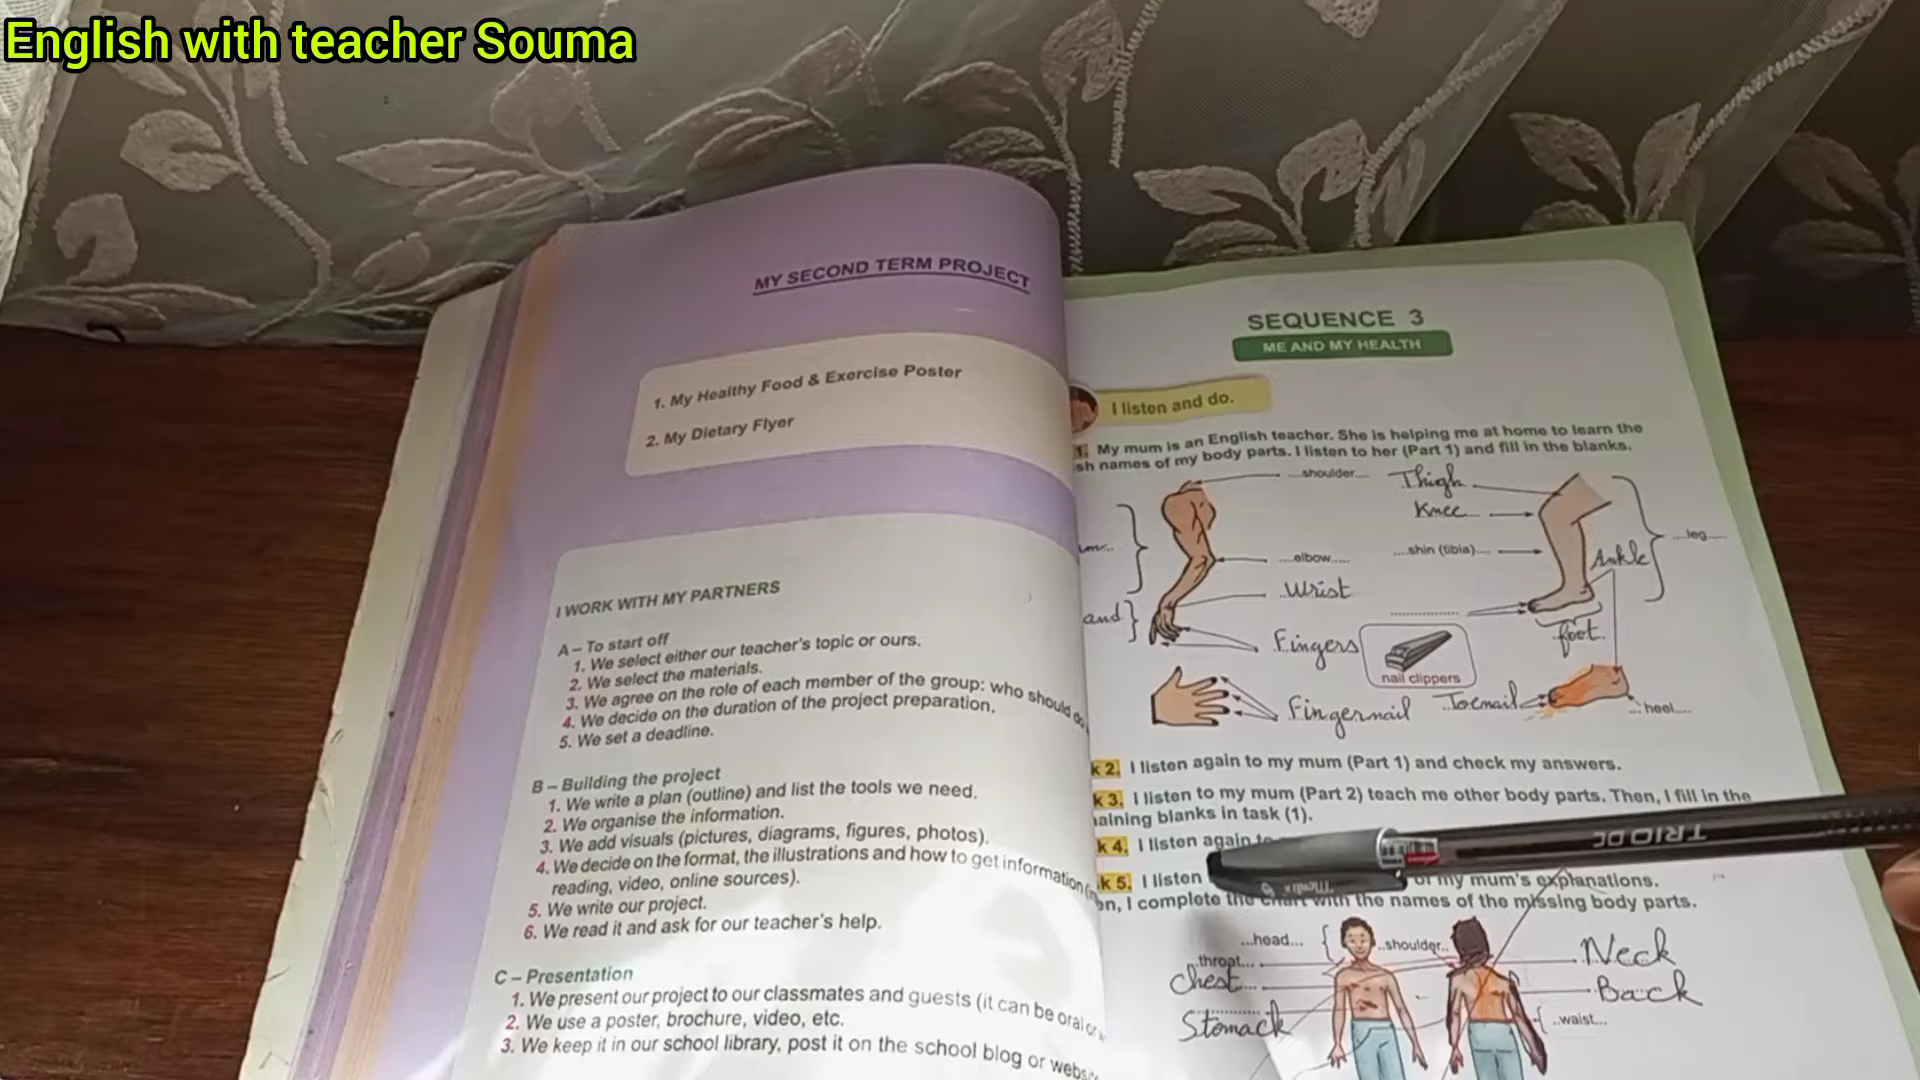 English with teacher Souma
MY SECOND TERM PROJECT
1. My Healthy Food & Exercise Poster
2. My Dietary Flyer
I WORK WITH MY PARTNERS
A – To start off
1. We select either our teacher's topic or ours.
2. We select the materials.
3. We agree on the role of each member of the group: who should do
4. We decide on the duration of the project preparation.
5. We set a deadline.
B – Building the project
1. We write a plan (outline) and list the tools we need.
2. We organise the information.
3. We add visuals (pictures, diagrams, figures, photos).
4. We decide on the format, the illustrations and how to get information
reading, video, online sources).
5. We write our project.
6. We read it and ask for our teacher's help.
C – Presentation
1. We present our project to our classmates and guests (it can be oral or
2. We use a poster, brochure, video, etc.
3. We keep it in our school library, post it on the school blog or
SEQUENCE 3
ME AND MY HEALTH
I listen and do.
1. My mum is an English teacher. She is helping me at home to learn the
sh names of my body parts. I listen to her (Part 1) and fill in the blanks.
...shoulder.... Thigh
Knee
....elbow..... ....shin (tibia).... Ankle ....leg.....
Wrist
and
Fingers foot
nail clippers
Fingernail Toenail
....heel....
k 2. I listen again to my mum (Part 1) and check my answers.
k 3. I listen to my mum (Part 2) teach me other body parts. Then, I fill in the
aining blanks in task (1).
k 4. I listen again to
k 5. I listen of my mum's explanations.
on, I complete the chart with the names of the missing body parts.
TRIO DC
...head... ..shoulder.. Neck
throat...
Chest Back
Stomack ..waist...